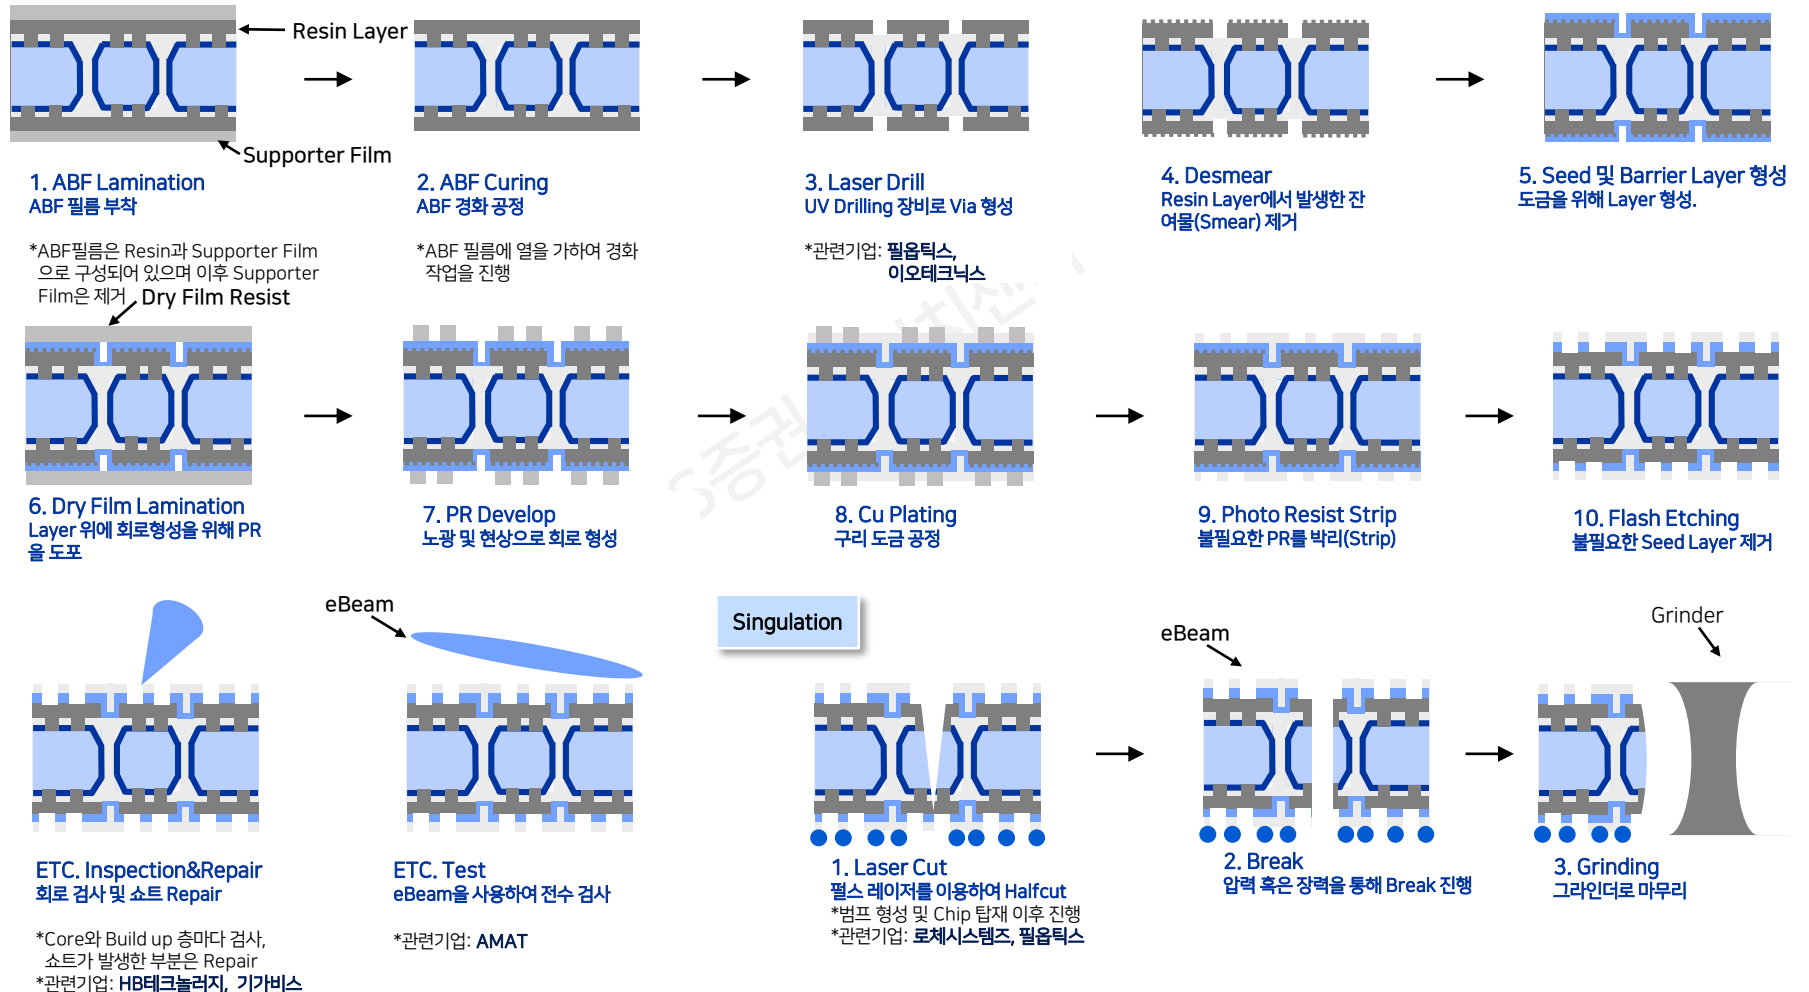 Resin Layer
Supporter Film
1. ABF Lamination
ABF 필름 부착
*ABF필름은 Resin과 Supporter Film
으로 구성되어 있으며 이후 Supporter
Film은 제거
2. ABF Curing
ABF 경화 공정
*ABF 필름에 열을 가하여 경화
작업을 진행
3. Laser Drill
UV Drilling 장비로 Via 형성
*관련기업: 필옵틱스,
이오테크닉스
4. Desmear
Resin Layer에서 발생한 잔
여물(Smear) 제거
5. Seed 및 Barrier Layer 형성
도금을 위해 Layer 형성.
Dry Film Resist
6. Dry Film Lamination
Layer 위에 회로형성을 위해 PR
을 도포
7. PR Develop
노광 및 현상으로 회로 형성
8. Cu Plating
구리 도금 공정
9. Photo Resist Strip
불필요한 PR를 박리(Strip)
10. Flash Etching
불필요한 Seed Layer 제거
ETC. Inspection&Repair
회로 검사 및 쇼트 Repair
*Core와 Build up 층마다 검사,
쇼트가 발생한 부분은 Repair
*관련기업: HB테크놀러지, 기가비스
eBeam
ETC. Test
eBeam을 사용하여 전수 검사
*관련기업: AMAT
Singulation
1. Laser Cut
펄스 레이저를 이용하여 Halfcut
*범프 형성 및 Chip 탑재 이후 진행
*관련기업: 로체시스템즈, 필옵틱스
eBeam
2. Break
압력 혹은 장력을 통해 Break 진행
Grinder
3. Grinding
그라인더로 마무리